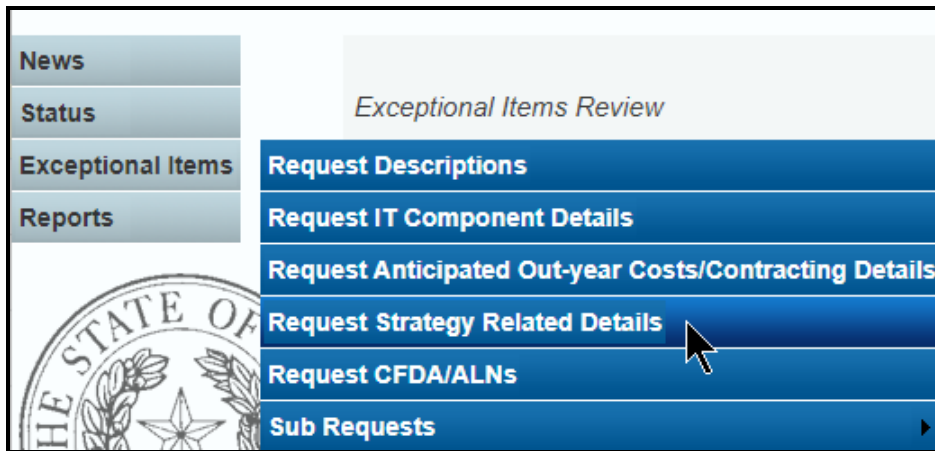 News
Status
Exceptional Items
Reports
Exceptional Items Review
Request Descriptions
Request IT Component Details
Request Anticipated Out-year Costs/Contracting Details
Request Strategy Related Details
Request CFDA/ALNs
Sub Requests
THE STATE OF